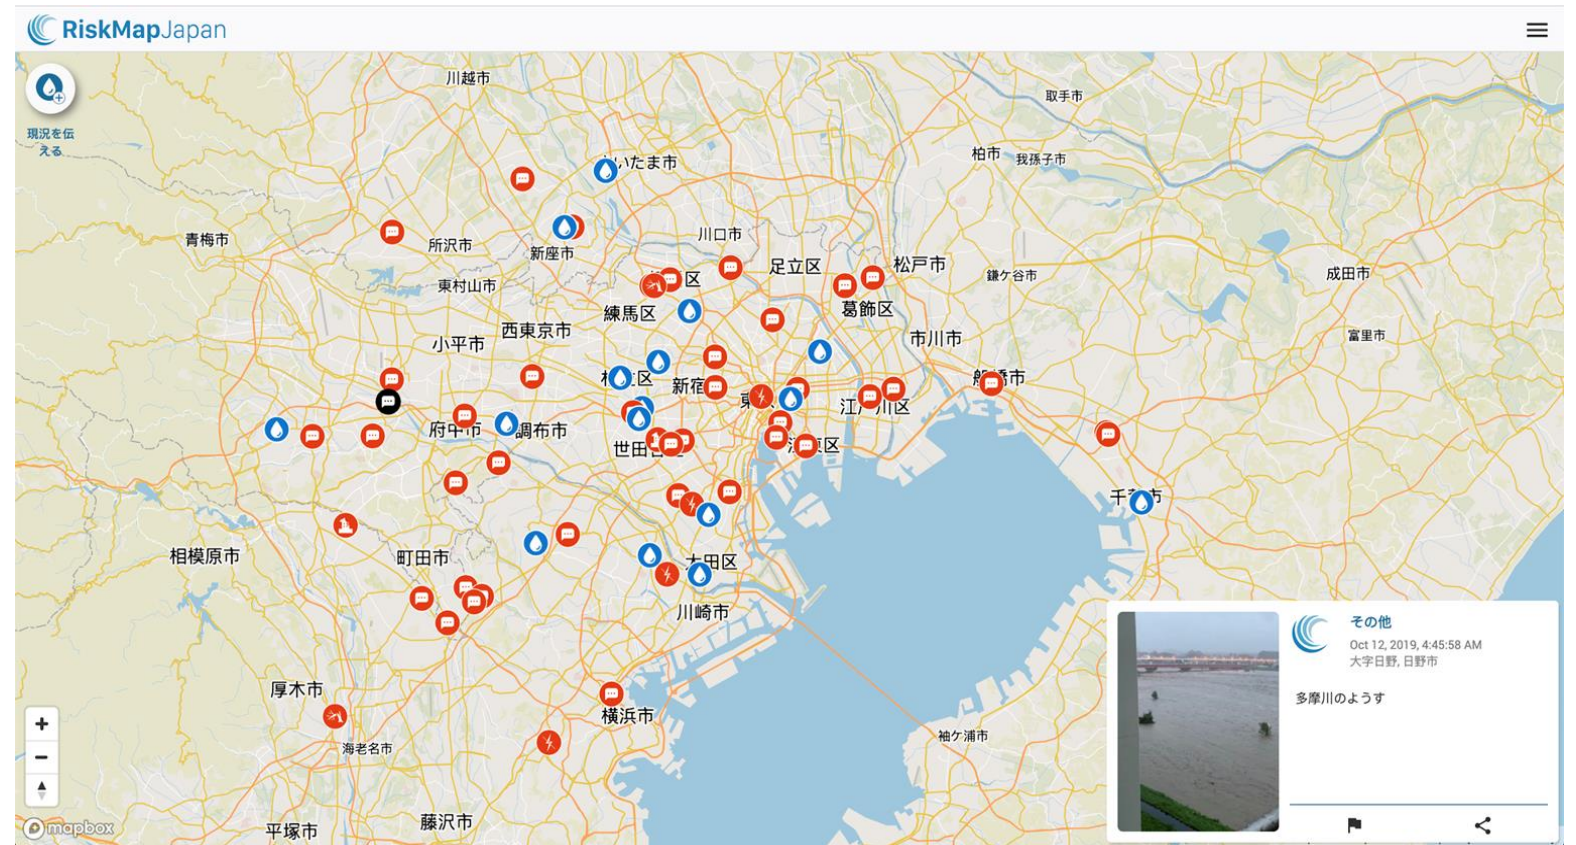 RiskMapJapan
現況を伝
える
川越市
取手市
柏市
我孫子市
いたま市
青梅市
所沢市
新座市
川口市
足立区
松戸市
鎌ケ谷市
成田市
東村山市
区
練馬区
葛飾区
西東京市
小平市
市川市
富里市
区
新宿
市
江戸川区
府中市
調布市
世田
区
千葉市
相模原市
町田市
大田区
川崎市
厚木市
横浜市
海老名市
袖ケ浦市
藤沢市
平塚市
mapbox
その他
Oct 12, 2019, 4:45:58 AM
大字日野, 日野市
多摩川のようす